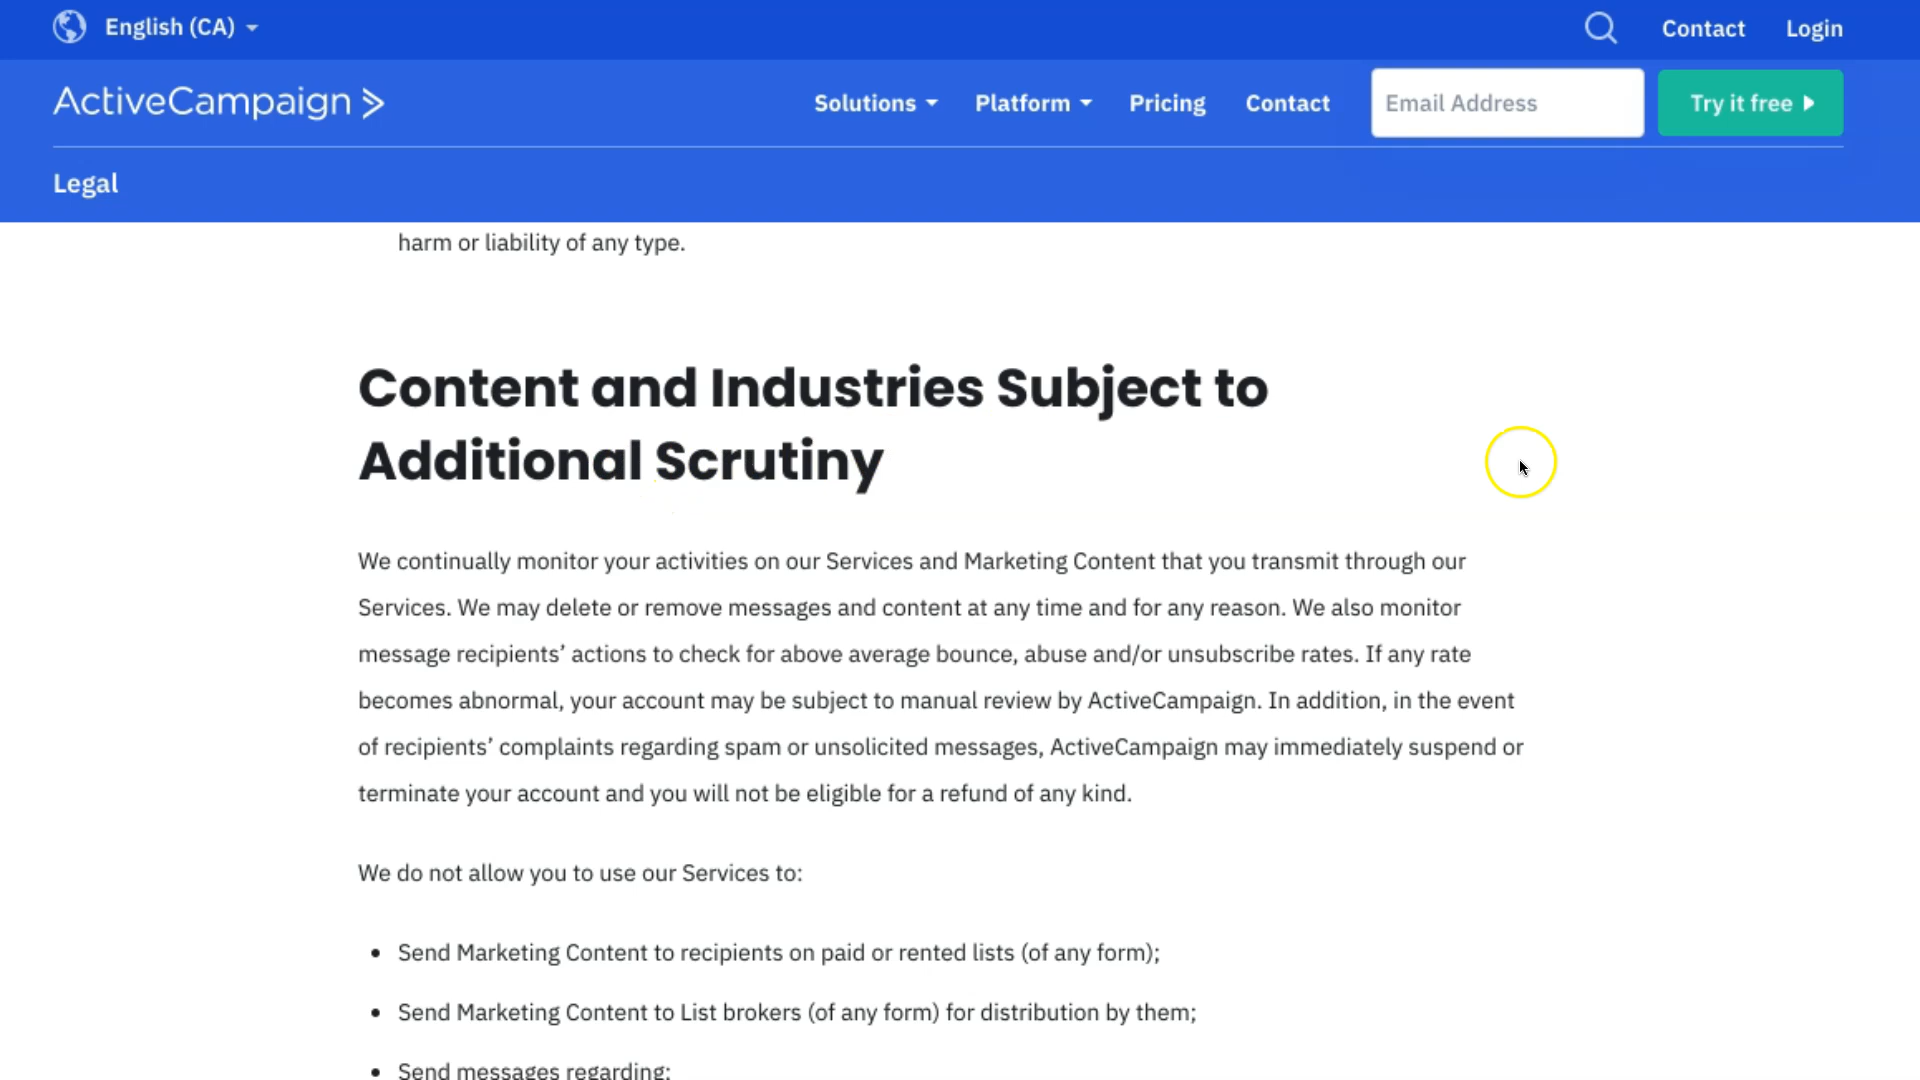 English (CA)
Contact
Login
ActiveCampaign >
Solutions
Platform
Pricing
Contact
Email Address
Try it free
Legal
harm or liability of any type.
Content and Industries Subject to
Additional Scrutiny
We continually monitor your activities on our Services and Marketing Content that you transmit through our
Services. We may delete or remove messages and content at any time and for any reason. We also monitor
message recipients’ actions to check for above average bounce, abuse and/or unsubscribe rates. If any rate
becomes abnormal, your account may be subject to manual review by ActiveCampaign. In addition, in the event
of recipients’ complaints regarding spam or unsolicited messages, ActiveCampaign may immediately suspend or
terminate your account and you will not be eligible for a refund of any kind.
We do not allow you to use our Services to:
• Send Marketing Content to recipients on paid or rented lists (of any form);
• Send Marketing Content to List brokers (of any form) for distribution by them;
• Send messages regarding: